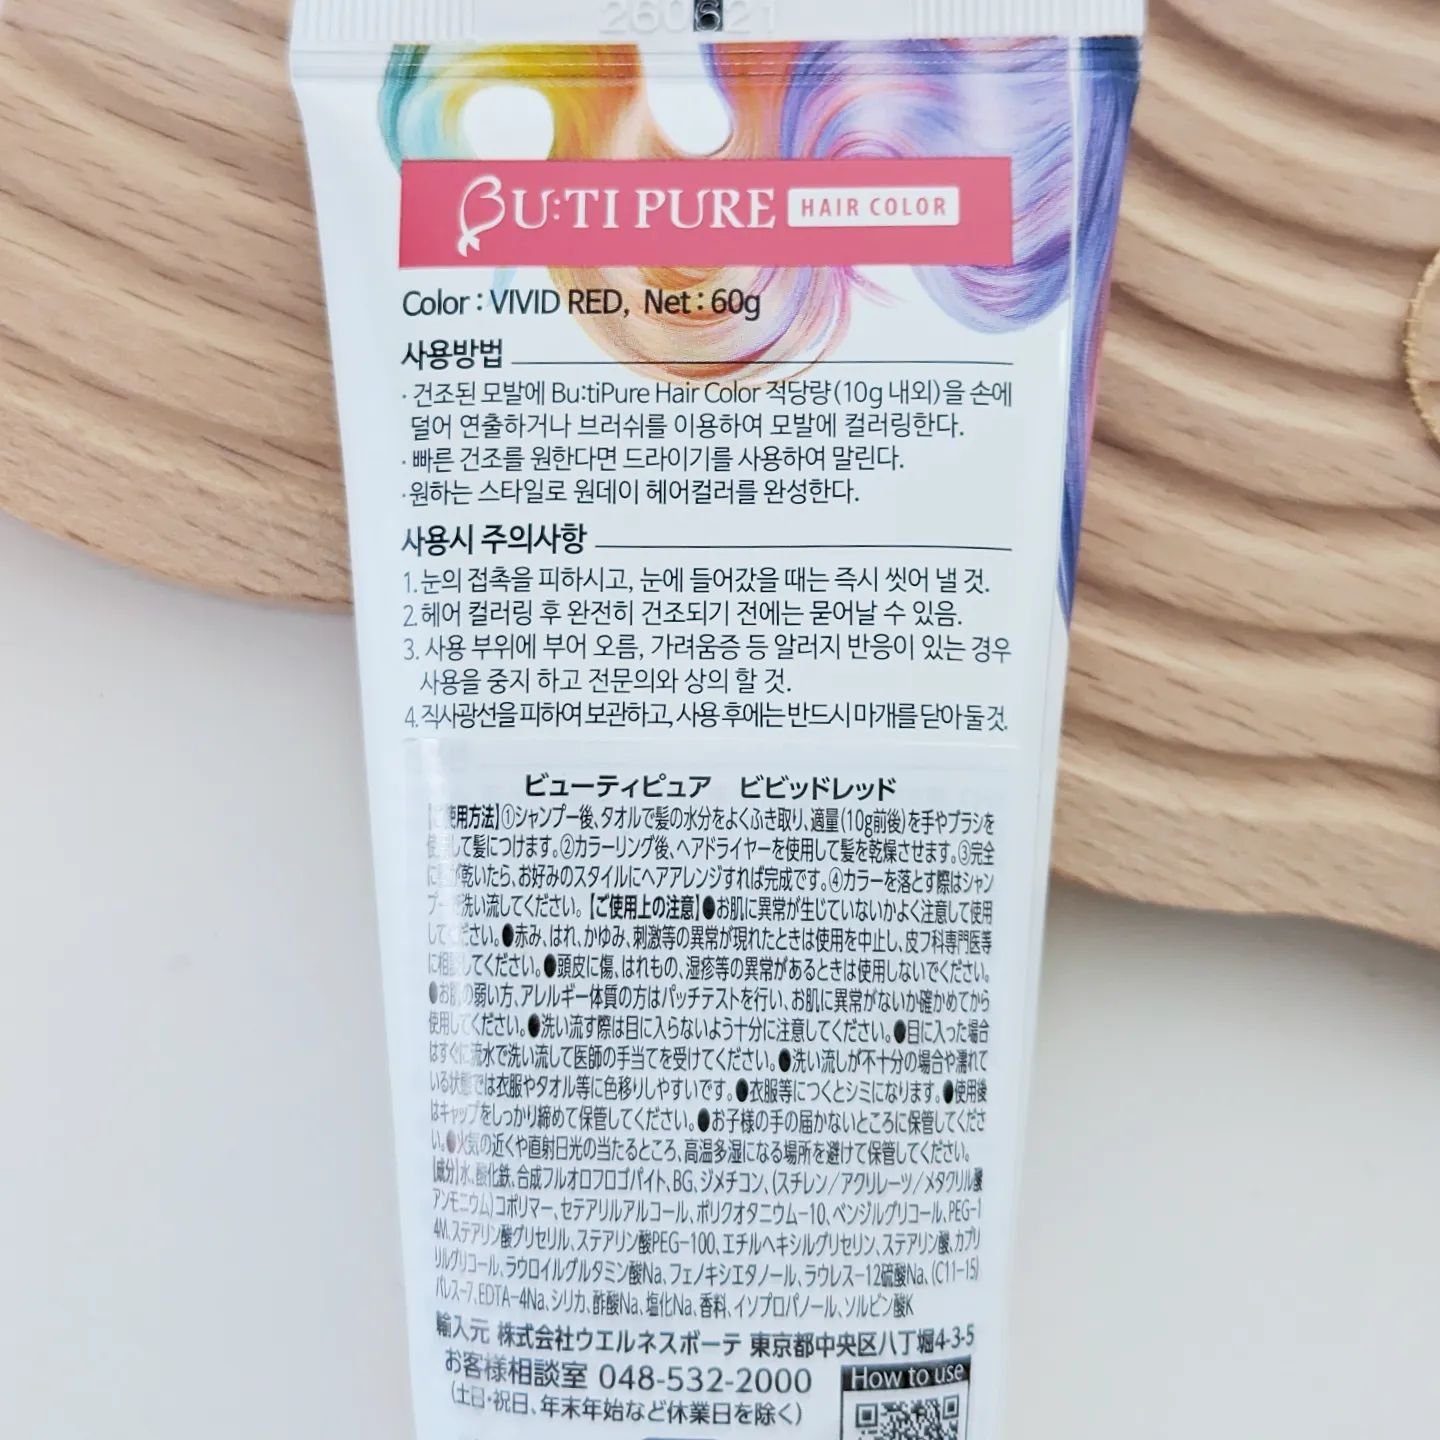 260621
BU:TI PURE HAIR COLOR
Color : VIVID RED, Net : 60g
사용방법
· 건조된 모발에 Bu:tiPure Hair Color 적당량(10g 내외)을 손에
덜어 연출하거나 브러쉬를 이용하여 모발에 컬러링한다.
· 빠른 건조를 원한다면 드라이기를 사용하여 말린다.
· 원하는 스타일로 원데이 헤어컬러를 완성한다.
사용시 주의사항
1. 눈의 접촉을 피하시고, 눈에 들어갔을 때는 즉시 씻어 낼 것.
2. 헤어 컬러링 후 완전히 건조되기 전에는 묻어날 수 있음.
3. 사용 부위에 부어 오름, 가려움증 등 알러지 반응이 있는 경우
사용을 중지 하고 전문의와 상의 할 것.
4. 직사광선을 피하여 보관하고, 사용 후에는 반드시 마개를 닫아 둘 것.
ビューティピュア ビビッドレッド
【ご使用方法】①シャンプー後、タオルで髪の水分をよくふき取り、適量(10g前後)を手やブラシを
使用して髪につけます。②カラーリング後、ヘアドライヤーを使用して髪を乾燥させます。③完全
に髪が乾いたら、お好みのスタイルにヘアアレンジすれば完成です。④カラーを落とす際はシャン
プーで洗い流してください。【ご使用上の注意】●お肌に異常が生じていないかよく注意して使用
してください。●赤み、はれ、かゆみ、刺激等の異常が現れたときは使用を中止し、皮フ科専門医等
に相談してください。●頭皮に傷、はれもの、湿疹等の異常があるときは使用しないでください。
●お肌の弱い方、アレルギー体質の方はパッチテストを行い、お肌に異常がないか確かめてから
使用してください。●洗い流す際は目に入らないよう十分に注意してください。●目に入った場合
はすぐに流水で洗い流して医師の手当てを受けてください。●洗い流しが不十分の場合や濡れて
いる状態では衣服やタオル等に色移りしやすいです。●衣服等につくとシミになります。●使用後
はキャップをしっかり締めて保管してください。●お子様の手の届かないところに保管してくださ
い。●火気の近くや直射日光の当たるところ、高温多湿になる場所を避けて保管してください。
【成分】水、酸化鉄、合成フルオロフロゴパイト、BG、ジメチコン、(スチレン/アクリレーツ/メタクリル酸
アンモニウム)コポリマー、セテアリルアルコール、ポリクオタニウム-10、ベンジルグリコール、PEG-1
4M、ステアリン酸グリセリル、ステアリン酸PEG-100、エチルヘキシルグリセリン、ステアリン酸、カプリ
リルグリコール、ラウロイルグルタミン酸Na、フェノキシエタノール、ラウレス-12硫酸Na、(C11-15)
パレス-7、EDTA-4Na、シリカ、酢酸Na、塩化Na、香料、イソプロパノール、ソルビン酸K
輸入元 株式会社ウエルネスボーテ 東京都中央区八丁堀4-3-5
お客様相談室 048-532-2000
(土日・祝日、年末年始など休業日を除く)
How to use